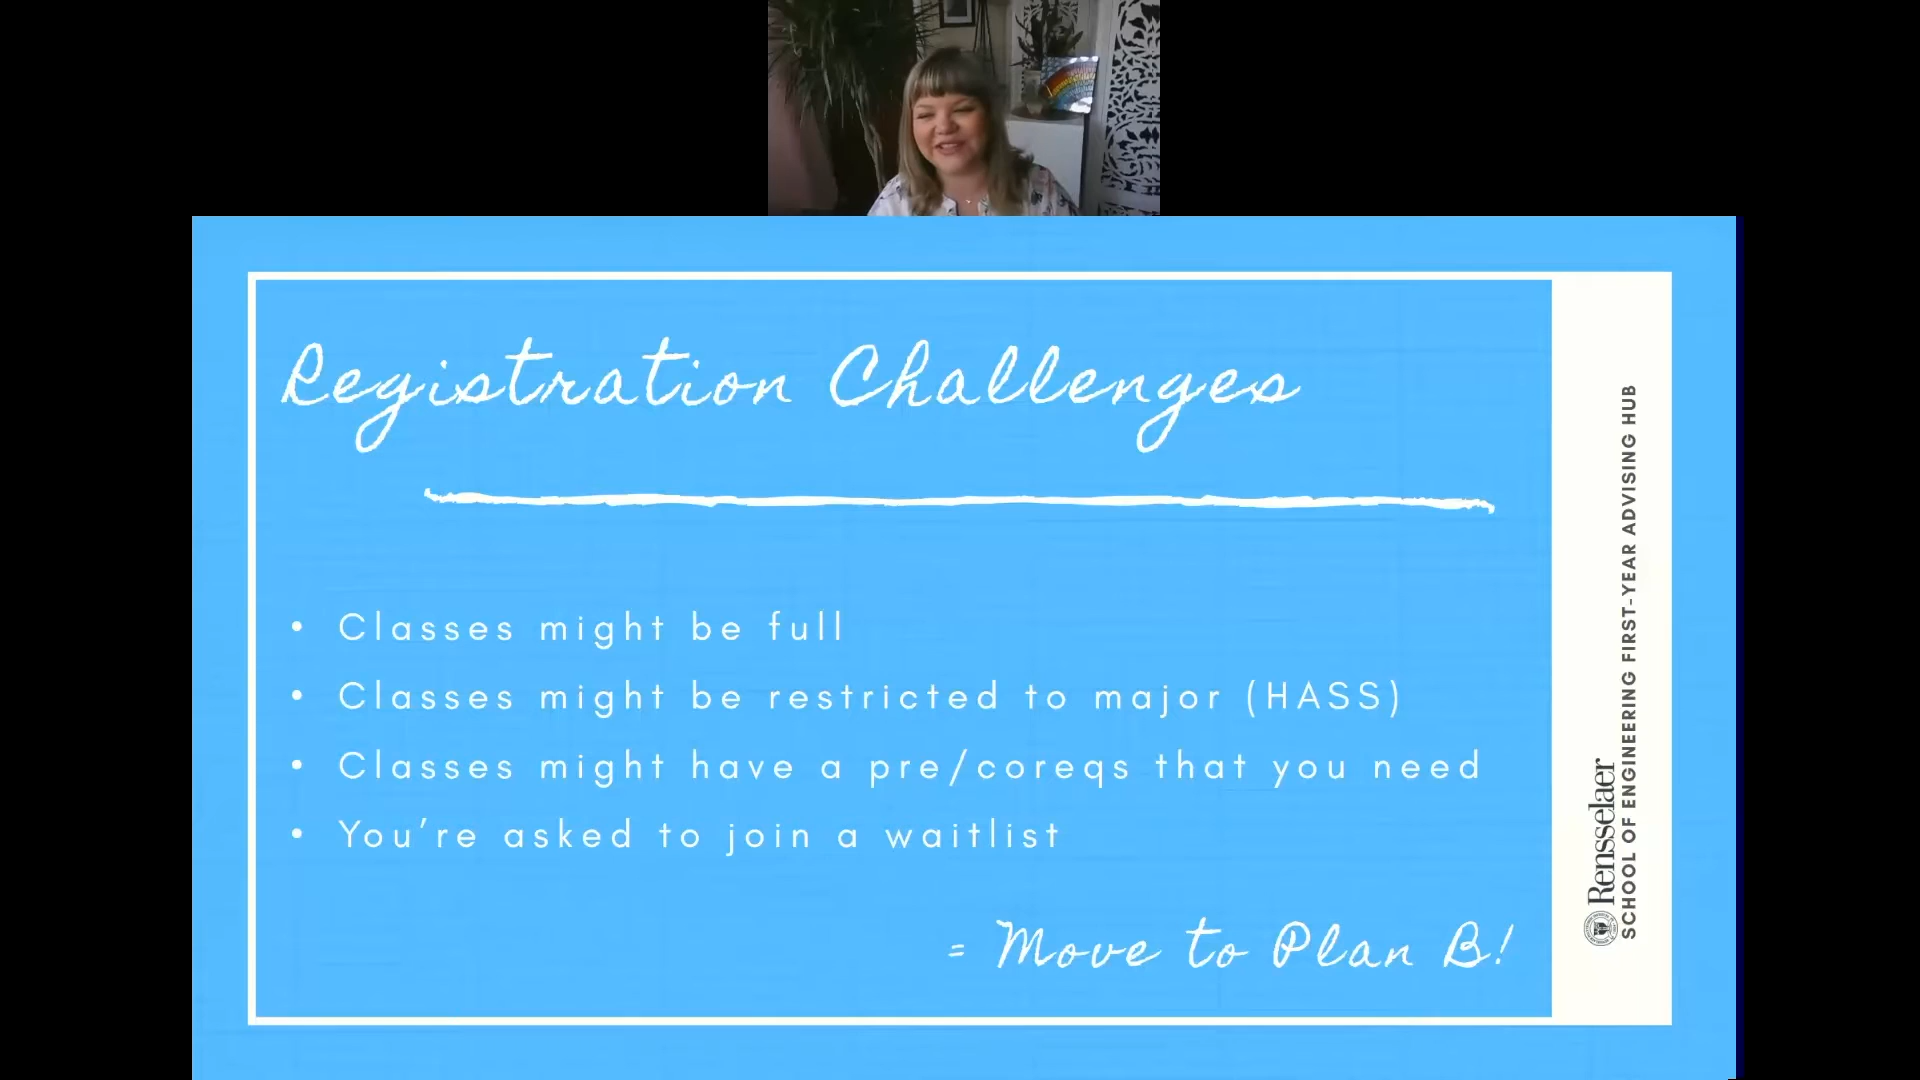 Registration Challenges
• Classes might be full
• Classes might be restricted to major (HASS)
• Classes might have a pre/coreqs that you need
• You’re asked to join a waitlist
= Move to Plan B!
Rensselaer
SCHOOL OF ENGINEERING FIRST-YEAR ADVISING HUB